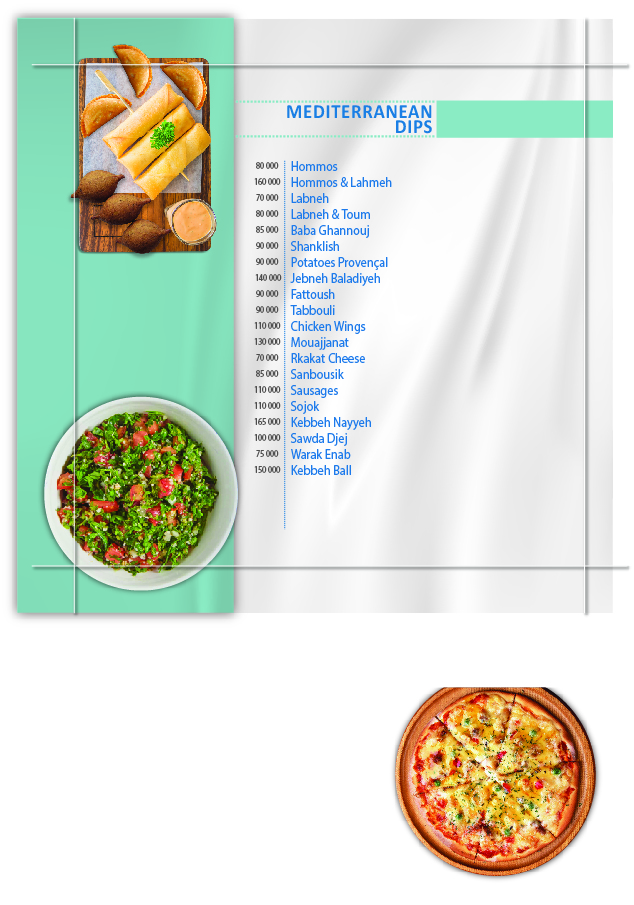 MEDITERRANEAN
DIPS
80 000 Hommos
160 000 Hommos & Lahmeh
70 000 Labneh
80 000 Labneh & Toum
85 000 Baba Ghannouj
90 000 Shanklish
90 000 Potatoes Provençal
140 000 Jebneh Baladiyeh
90 000 Fattoush
90 000 Tabbouli
110 000 Chicken Wings
130 000 Mouajjanat
70 000 Rkakat Cheese
85 000 Sanbousik
110 000 Sausages
110 000 Sojok
165 000 Kebbeh Nayyeh
100 000 Sawda Djej
75 000 Warak Enab
150 000 Kebbeh Ball